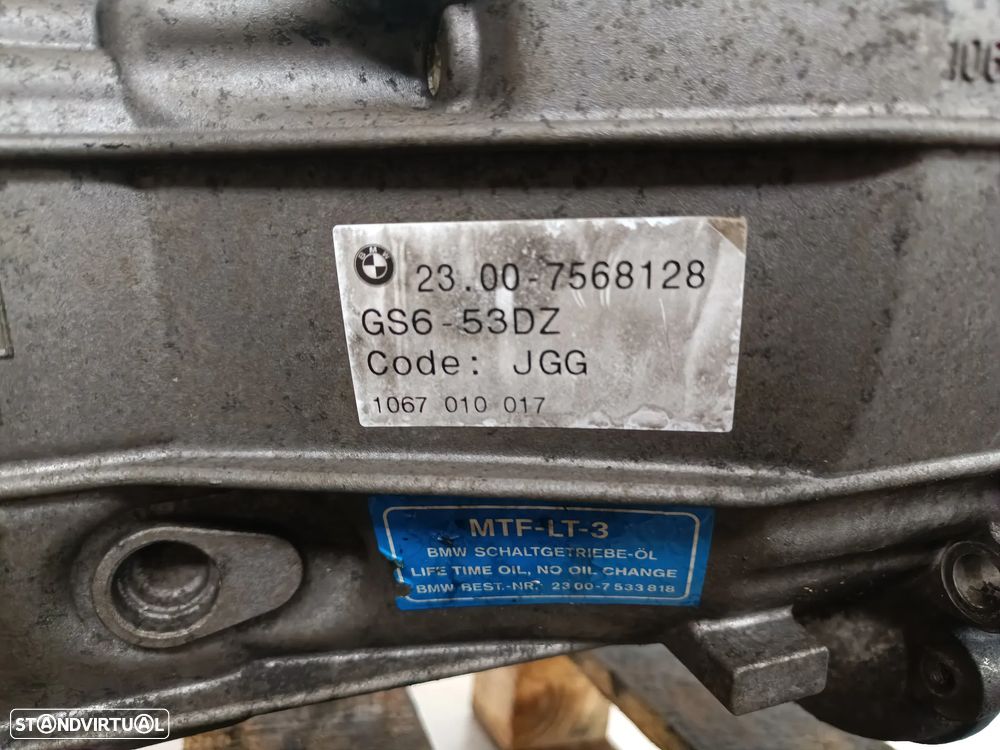 106
BMW
23.00-7568128
GS6-53DZ
Code: JGG
1067 010 017
MTF-LT-3
BMW SCHALTGETRIEBE-ÖL
LIFE TIME OIL, NO OIL CHANGE
BMW BEST.-NR. 23 00-7 533 818
STANDVIRTUAL